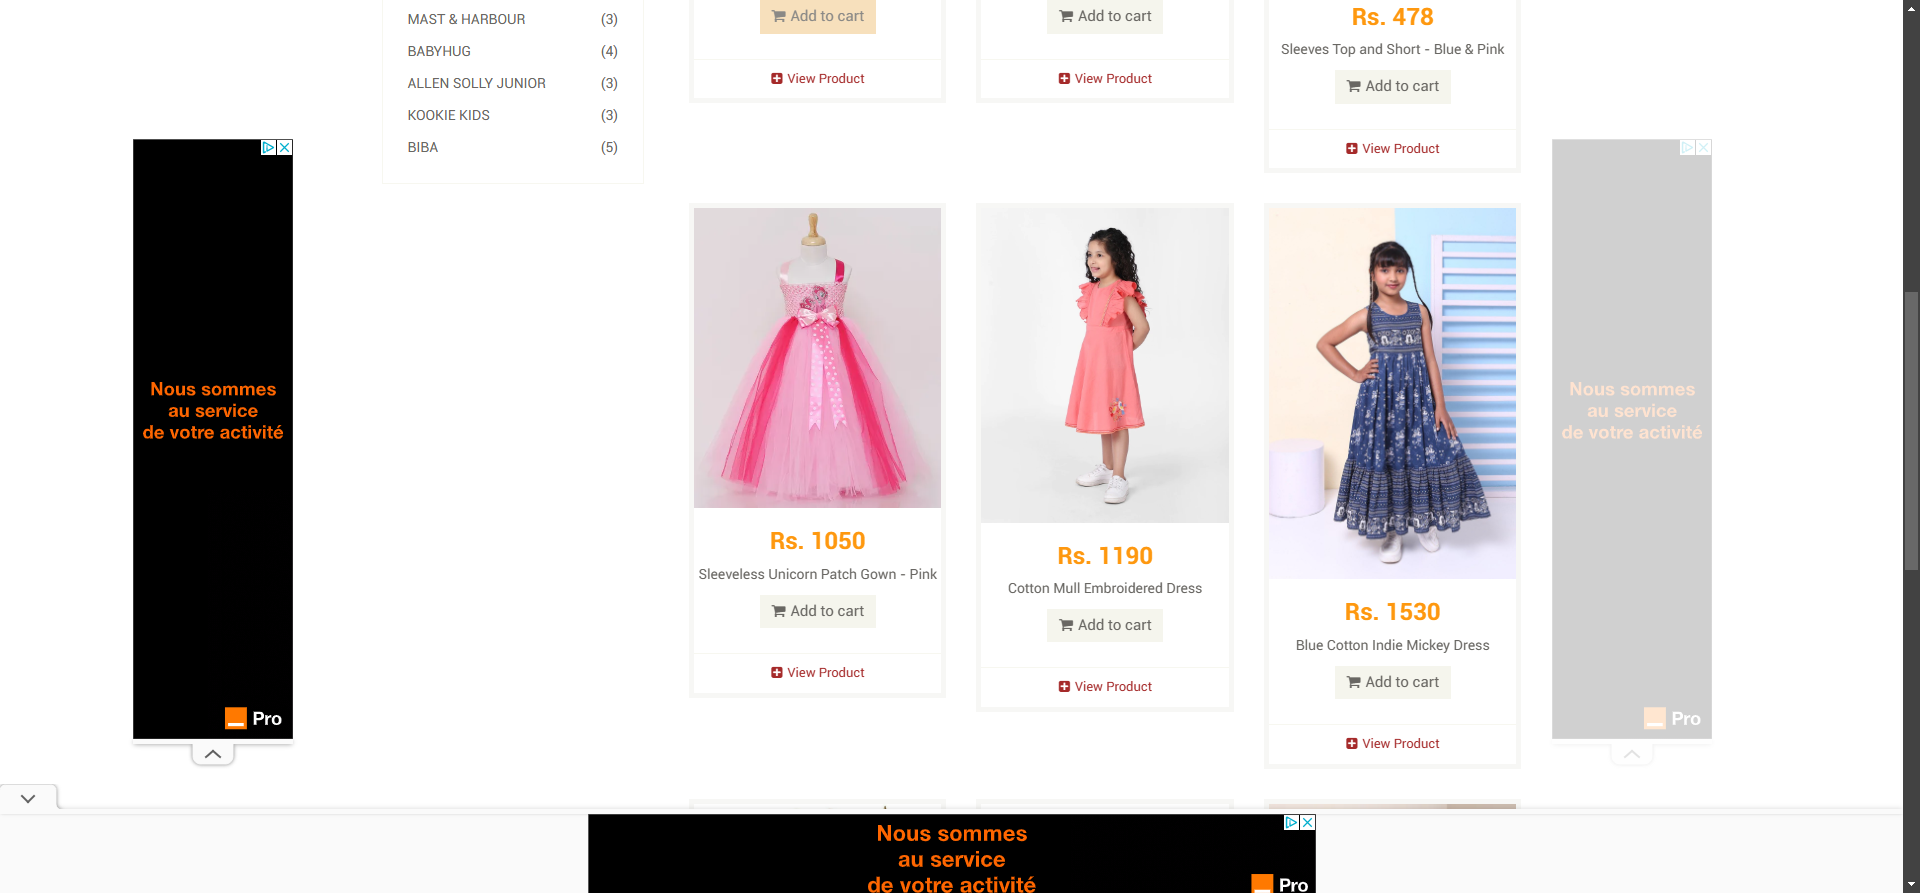 MAST & HARBOUR (3)
BABYHUG (4)
ALLEN SOLLY JUNIOR (3)
KOOKIE KIDS (3)
BIBA (5)
Add to cart
View Product
Add to cart
View Product
Rs. 478
Sleeves Top and Short - Blue & Pink
Add to cart
View Product
Nous sommes
au service
de votre activité
Pro
Rs. 1050
Sleeveless Unicorn Patch Gown - Pink
Add to cart
View Product
Rs. 1190
Cotton Mull Embroidered Dress
Add to cart
View Product
Rs. 1530
Blue Cotton Indie Mickey Dress
Add to cart
View Product
Nous sommes
au service
de votre activité
Pro
Nous sommes
au service
de votre activité
Pro